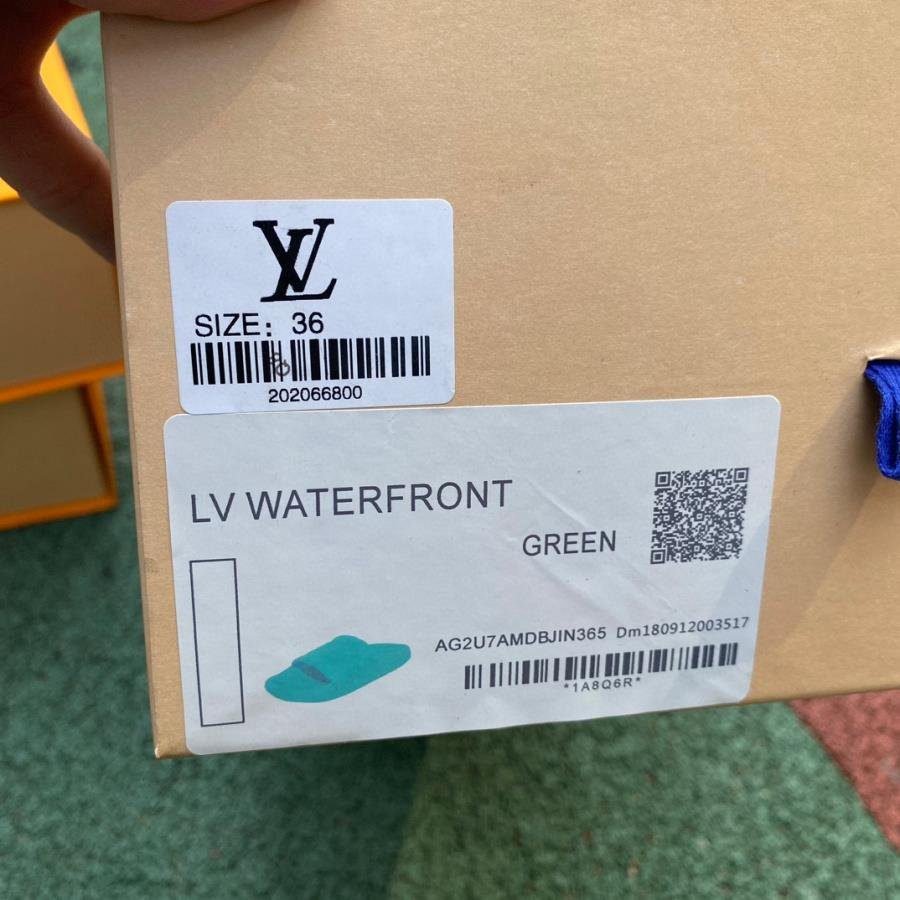 LV
SIZE: 36
202066800
LV WATERFRONT
GREEN
AG2U7AMDBJIN365 Dm180912003517
*1A8Q6R*